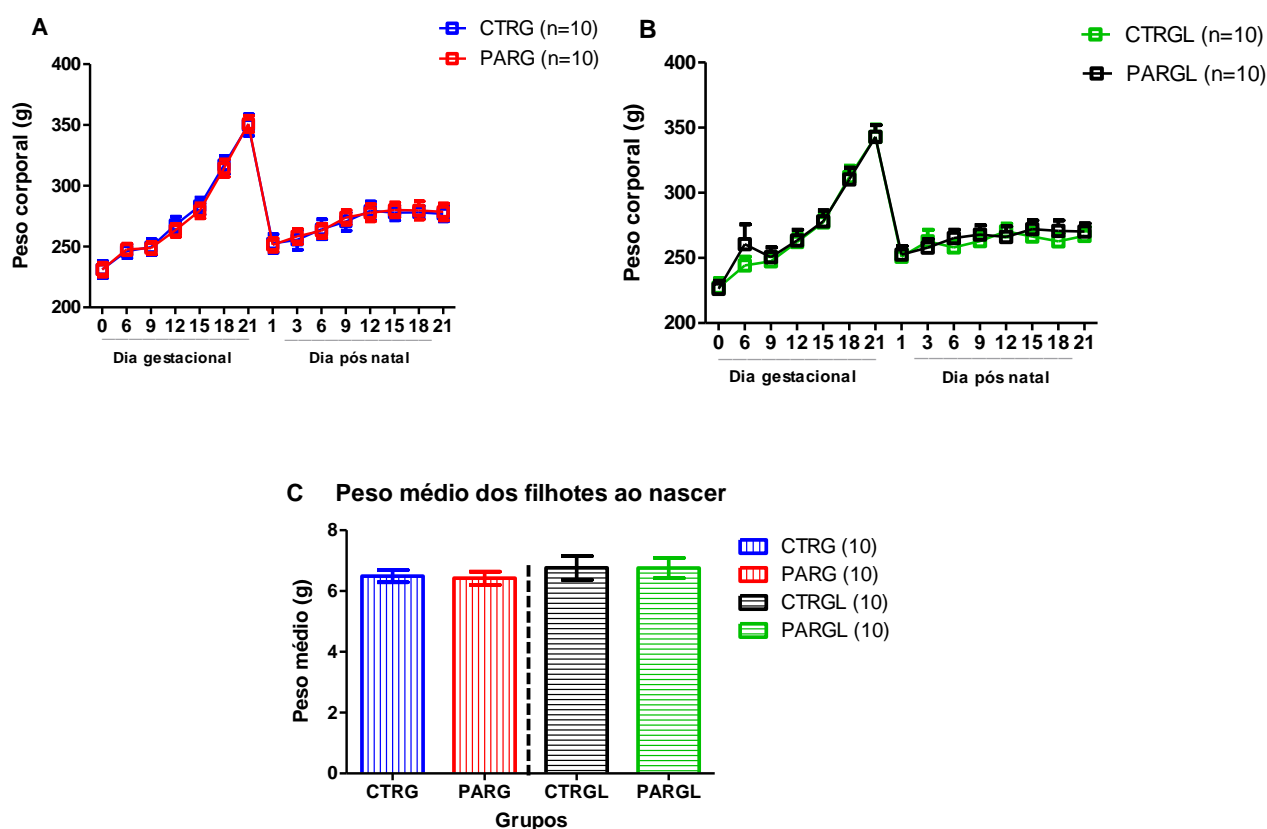 A
CTRG (n=10)
PARG (n=10)
Peso corporal (g)
400
350
300
250
200
0 6 9 12 15 18 21 1 3 6 9 12 15 18 21
Dia gestacional Dia pós natal
B
CTRGL (n=10)
PARGL (n=10)
Peso corporal (g)
400
350
300
250
200
0 6 9 12 15 18 21 1 3 6 9 12 15 18 21
Dia gestacional Dia pós natal
C Peso médio dos filhotes ao nascer
Peso médio (g)
8
6
4
2
0
CTRG PARG CTRGL PARGL
Grupos
CTRG (10)
PARG (10)
CTRGL (10)
PARGL (10)